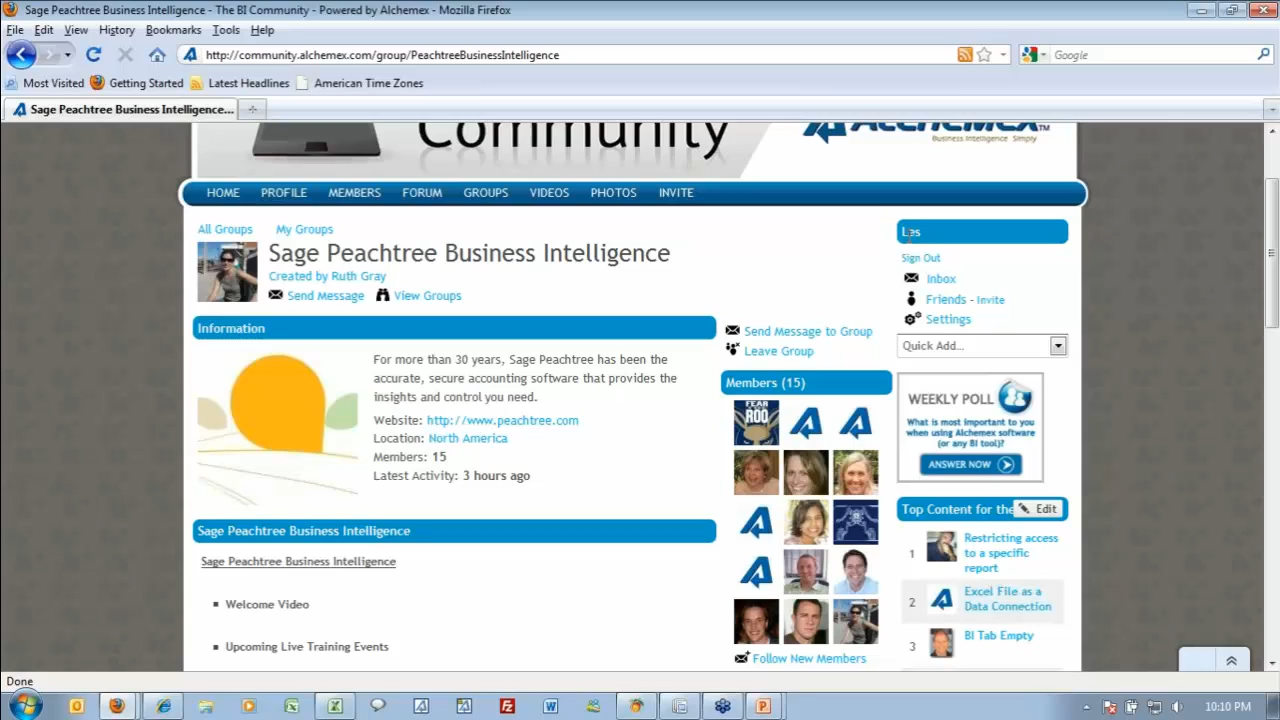 Sage Peachtree Business Intelligence - The BI Community - Powered by Alchemex - Mozilla Firefox
File Edit View History Bookmarks Tools Help
http://community.alchemex.com/group/PeachtreeBusinessIntelligence
Google
Most Visited Getting Started Latest Headlines American Time Zones
Sage Peachtree Business Intelligence...
Community
ALCHEMEX™
Business Intelligence Simply
HOME PROFILE MEMBERS FORUM GROUPS VIDEOS PHOTOS INVITE
All Groups My Groups
Sage Peachtree Business Intelligence
Created by Ruth Gray
Send Message View Groups
Information
For more than 30 years, Sage Peachtree has been the
accurate, secure accounting software that provides the
insights and control you need.
Website: http://www.peachtree.com
Location: North America
Members: 15
Latest Activity: 3 hours ago
Sage Peachtree Business Intelligence
Sage Peachtree Business Intelligence
Welcome Video
Upcoming Live Training Events
Send Message to Group
Leave Group
Members (15)
FEAR
ROO
Follow New Members
Les
Sign Out
Inbox
Friends - Invite
Settings
Quick Add...
WEEKLY POLL
What is most important to you
when using Alchemex software
(or any BI tool)?
ANSWER NOW
Top Content for the
Edit
1 Restricting access
to a specific
report
2 Excel File as a
Data Connection
3 BI Tab Empty
Done
10:10 PM